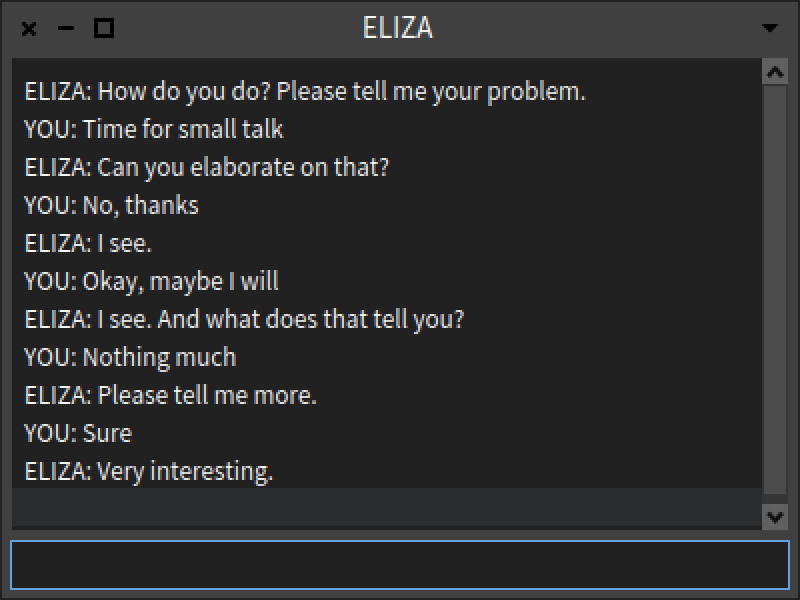 ELIZA
ELIZA: How do you do? Please tell me your problem.
YOU: Time for small talk
ELIZA: Can you elaborate on that?
YOU: No, thanks
ELIZA: I see.
YOU: Okay, maybe I will
ELIZA: I see. And what does that tell you?
YOU: Nothing much
ELIZA: Please tell me more.
YOU: Sure
ELIZA: Very interesting.